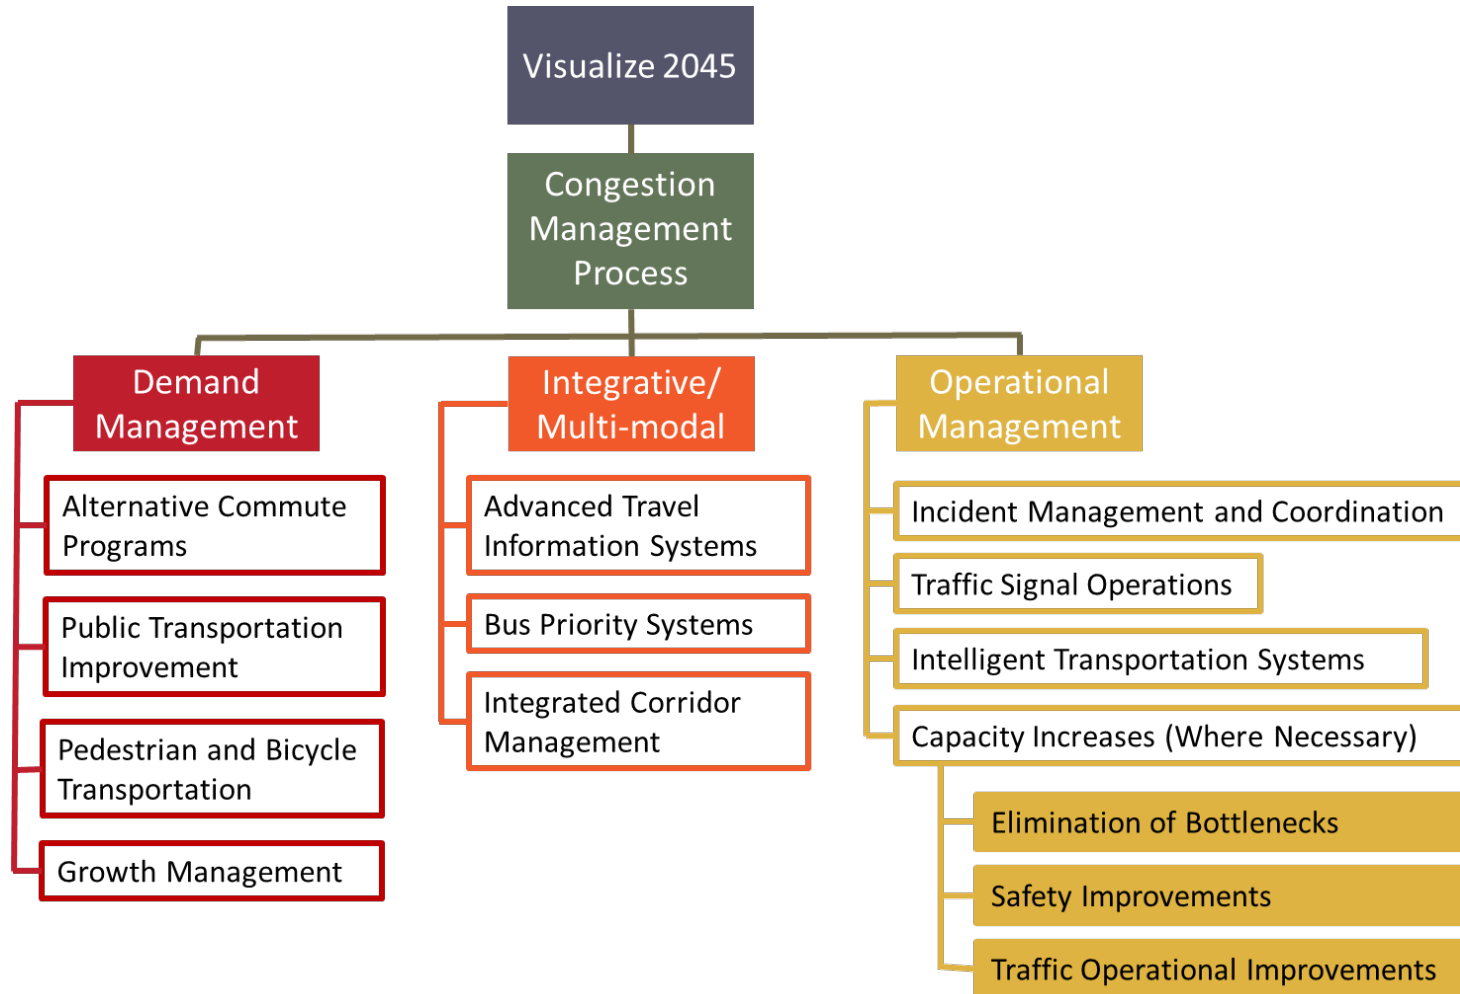 Visualize 2045
Congestion
Management
Process
Demand
Management
Alternative Commute
Programs
Public Transportation
Improvement
Pedestrian and Bicycle
Transportation
Growth Management
Integrative/
Multi-modal
Advanced Travel
Information Systems
Bus Priority Systems
Integrated Corridor
Management
Operational
Management
Incident Management and Coordination
Traffic Signal Operations
Intelligent Transportation Systems
Capacity Increases (Where Necessary)
Elimination of Bottlenecks
Safety Improvements
Traffic Operational Improvements